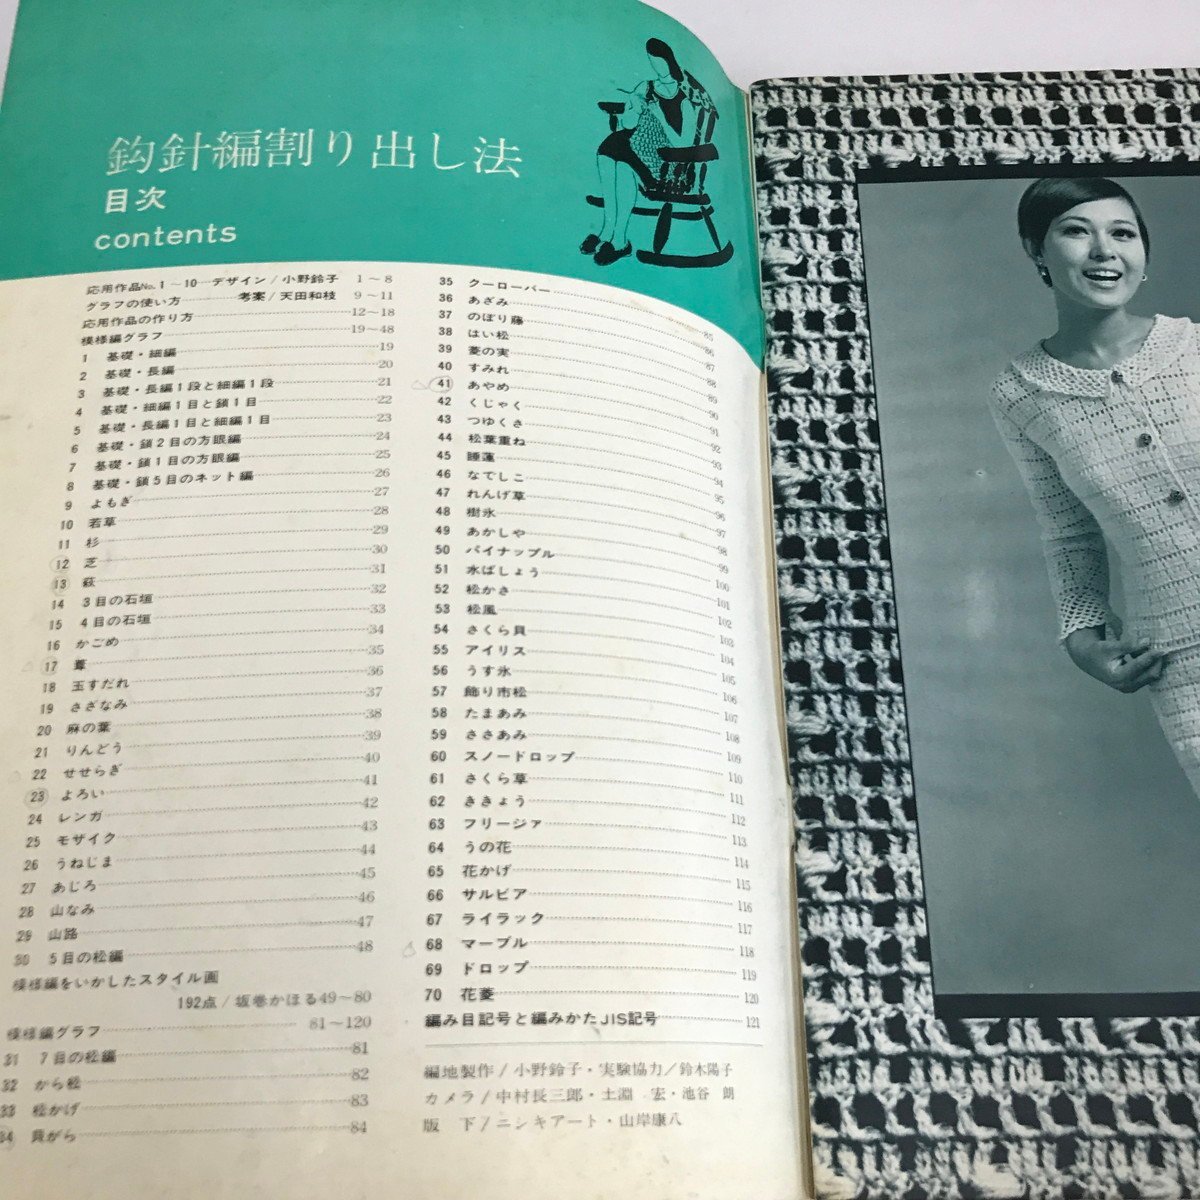 鈎針編割り出し法
目次
contents
応用作品No.1～10…デザイン/小野鈴子 1～8
グラフの使い方…考案/天田和枝 9～11
応用作品の作り方…12～18
模様編グラフ…19～48
1 基礎・細編…19
2 基礎・長編…20
3 基礎・長編1段と細編1段…21
4 基礎・細編1目と鎖1目…22
5 基礎・長編1目と細編1目…23
6 基礎・鎖2目の方眼編…24
7 基礎・鎖1目の方眼編…25
8 基礎・鎖5目のネット編…26
9 よもぎ…27
10 若草…28
11 杉…29
12 芝…30
13 萩…31
14 3目の石垣…32
15 4目の石垣…33
16 かごめ…34
17 葦…35
18 玉すだれ…36
19 さざなみ…37
20 麻の葉…38
21 りんどう…39
22 せせらぎ…40
23 よろい…41
24 レンガ…42
25 モザイク…43
26 うねじま…44
27 あじろ…45
28 山なみ…46
29 山路…47
30 5目の松編…48
模様編をいかしたスタイル画
192点/坂巻かほる49～80
模様編グラフ…81～120
31 7目の松編…81
32 から松…82
33 松かげ…83
34 貝がら…84
35 クーローバー…85
36 あざみ…86
37 のぼり藤…87
38 はい松…88
39 菱の実…89
40 すみれ…90
41 あやめ…91
42 くじゃく…92
43 つゆくさ…93
44 松葉重ね…94
45 睡蓮…95
46 なでしこ…96
47 れんげ草…97
48 樹氷…98
49 あかしや…99
50 パイナップル…100
51 水ばしょう…101
52 松かさ…102
53 松風…103
54 さくら貝…104
55 アイリス…105
56 うす氷…106
57 飾り市松…107
58 たまあみ…108
59 ささあみ…109
60 スノードロップ…110
61 さくら草…111
62 ききょう…112
63 フリージァ…113
64 うの花…114
65 花かげ…115
66 サルビア…116
67 ライラック…117
68 マーブル…118
69 ドロップ…119
70 花菱…120
編み目記号と編みかたJIS記号…121
編地製作/小野鈴子・実験協力/鈴木陽子
カメラ/中村長三郎・土淵 宏・池谷 朗
版 下/ニンキアート・山岸康八